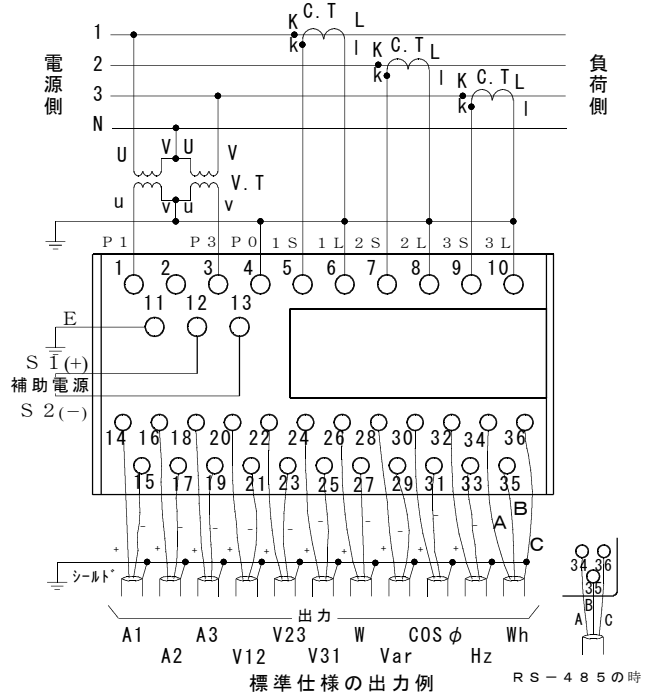 C.T
K
L
1
k
l
C.T
K
L
電源側
2
k
l
負荷側
C.T
K
L
3
k
l
N
U
V
U
V
V.T
u
v
u
v
P1
P3
P0
1S
1L
2S
2L
3S
3L
1
2
3
4
5
6
7
8
9
10
11
12
13
E
S1(+)
補助電源
S2(−)
14
16
18
20
22
24
26
28
30
32
34
36
15
17
19
21
23
25
27
29
31
33
35
B
A
C
− − − − − − − − − −
+ + + + + + + + + +
シールド
34
36
35
B
A
C
出力
A1
A3
V23
W
COSφ
Wh
A2
V12
V31
Var
Hz
標準仕様の出力例
RS−485の時